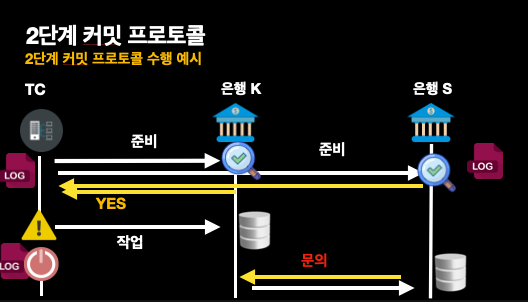 2단계 커밋 프로토콜
2단계 커밋 프로토콜 수행 예시
TC
은행 K
은행 S
준비
준비
LOG
LOG
YES
작업
문의
LOG